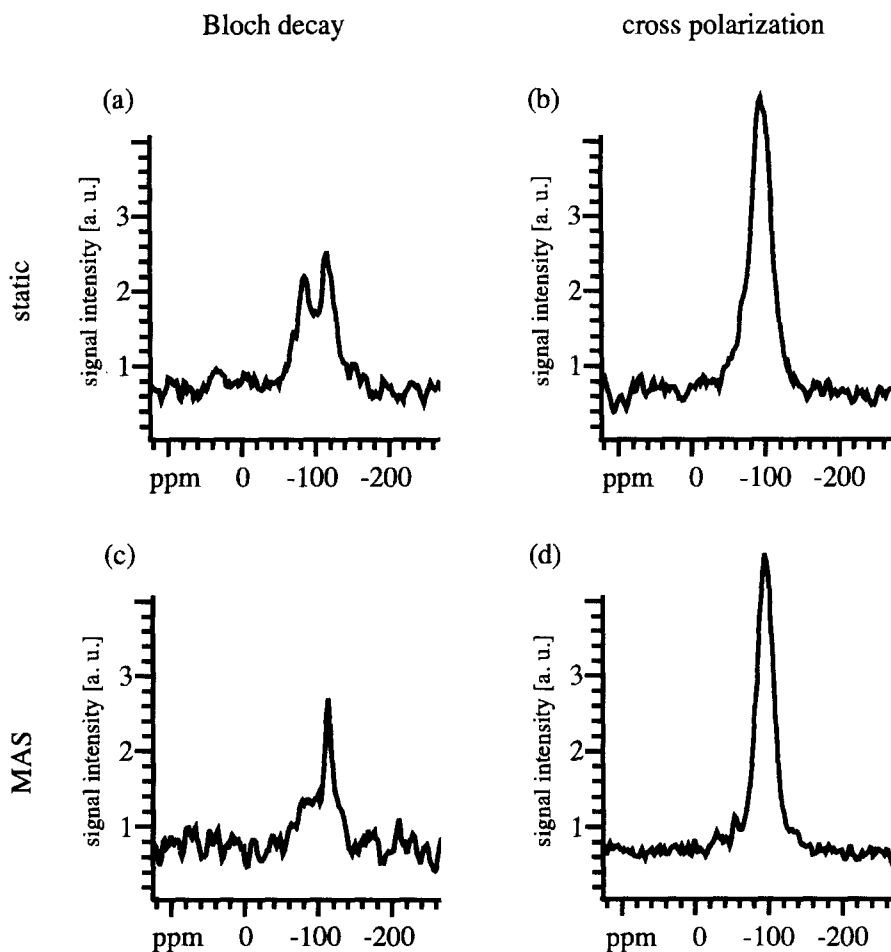 Bloch decay
cross polarization
static
MAS
(a)
signal intensity [a. u.]
3
2
1
ppm 0 -100 -200
(b)
signal intensity [a. u.]
3
2
1
ppm 0 -100 -200
(c)
signal intensity [a. u.]
3
2
1
ppm 0 -100 -200
(d)
signal intensity [a. u.]
3
2
1
ppm 0 -100 -200